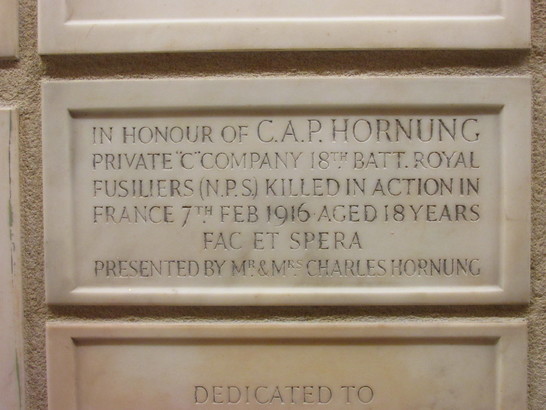 IN HONOUR OF C.A.P. HORNUNG
PRIVATE "C" COMPANY 18TH BATT. ROYAL
FUSILIERS (N.P.S.) KILLED IN ACTION IN
FRANCE 7TH FEB 1916 AGED 18 YEARS
FAC ET SPERA
PRESENTED BY MR. & MRS CHARLES HORNUNG
DEDICATED TO